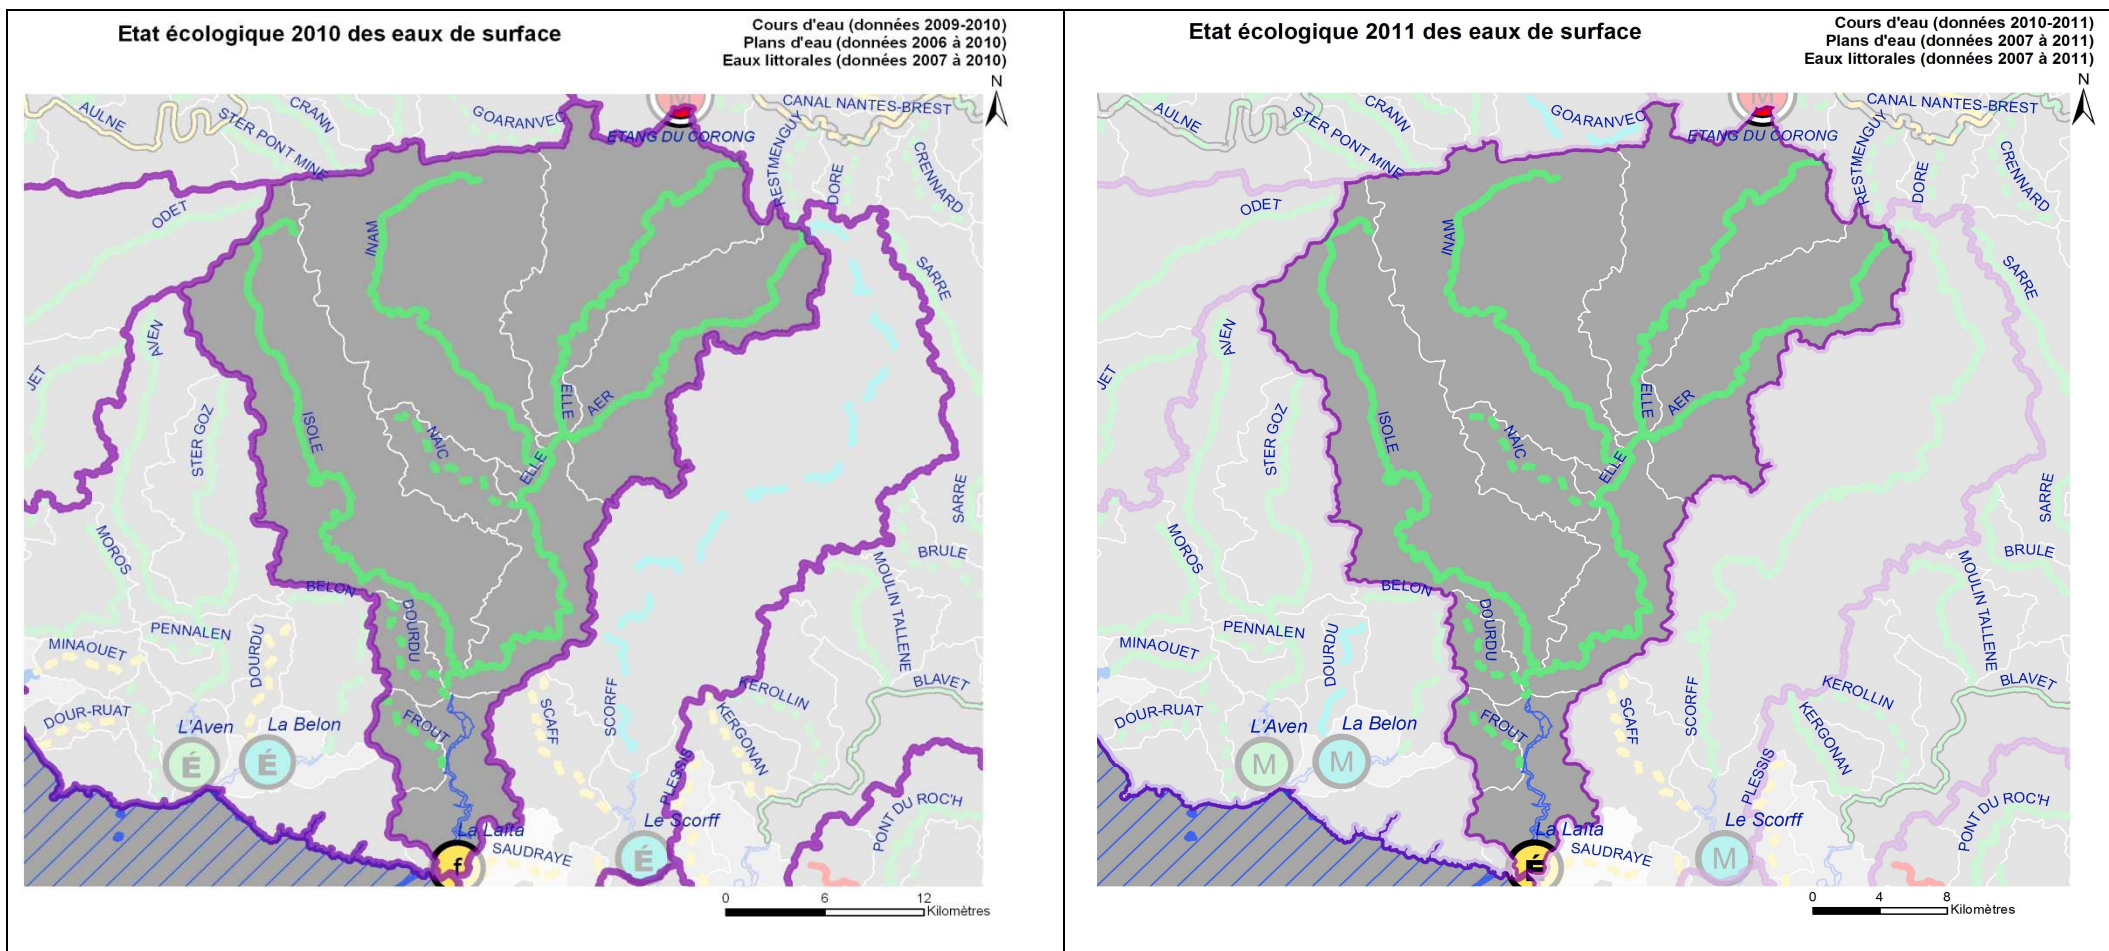 Etat écologique 2010 des eaux de surface
Cours d'eau (données 2009-2010)
Plans d'eau (données 2006 à 2010)
Eaux littorales (données 2007 à 2010)
N
M
AULNE
CRANN
STER PONT MINE
GOARANVEC
ETANG DU CORONG
CANAL NANTES-BREST
RESTMENGUY
DORE
CRENNARD
ODET
INAM
SARRE
AVEN
JET
STER GOZ
ISOLE
ELLE
AER
NAIC
ELLE
SARRE
MOROS
BRULE
MOULIN TALLENE
BELON
DOURDU
PENNALEN
MINAOUET
DOURDU
BLAVET
KEROLLIN
DOUR-RUAT
L'Aven
La Belon
FROUT
SCAFF
SCORFF
KERGONAN
PLESSIS
É
É
PONT DU ROC'H
La Laïta
Le Scorff
SAUDRAYE
f
É
0 6 12
Kilomètres
Etat écologique 2011 des eaux de surface
Cours d'eau (données 2010-2011)
Plans d'eau (données 2007 à 2011)
Eaux littorales (données 2007 à 2011)
N
M
AULNE
CRANN
STER PONT MINE
GOARANVEC
ETANG DU CORONG
CANAL NANTES-BREST
RESTMENGUY
DORE
CRENNARD
ODET
INAM
SARRE
AVEN
JET
STER GOZ
ISOLE
ELLE
AER
NAIC
ELLE
SARRE
MOROS
BRULE
MOULIN TALLENE
BELON
DOURDU
PENNALEN
MINAOUET
DOURDU
BLAVET
KEROLLIN
DOUR-RUAT
L'Aven
La Belon
FROUT
SCAFF
SCORFF
KERGONAN
PLESSIS
M
M
PONT DU ROC'H
La Laïta
Le Scorff
SAUDRAYE
É
M
0 4 8
Kilomètres